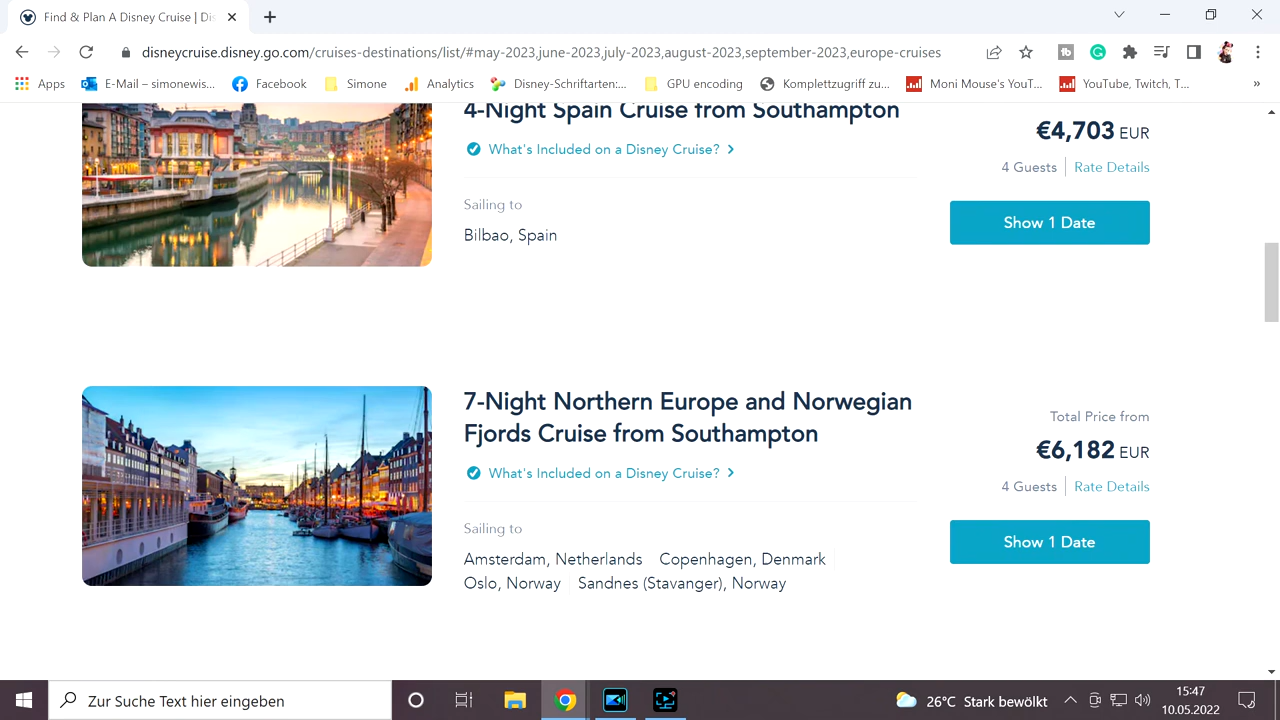 Find & Plan A Disney Cruise | Dis
disneycruise.disney.go.com/cruises-destinations/list/#may-2023,june-2023,july-2023,august-2023,september-2023,europe-cruises
Apps
E-Mail – simonewis...
Facebook
Simone
Analytics
Disney-Schriftarten:...
GPU encoding
Komplettzugriff zu...
Moni Mouse's YouT...
YouTube, Twitch, T...
»
4-Night Spain Cruise from Southampton
€4,703 EUR
What's Included on a Disney Cruise?
4 Guests
Rate Details
Sailing to
Show 1 Date
Bilbao, Spain
7-Night Northern Europe and Norwegian
Fjords Cruise from Southampton
Total Price from
€6,182 EUR
What's Included on a Disney Cruise?
4 Guests
Rate Details
Sailing to
Show 1 Date
Amsterdam, Netherlands
Copenhagen, Denmark
Oslo, Norway
Sandnes (Stavanger), Norway
Zur Suche Text hier eingeben
26°C Stark bewölkt
15:47
10.05.2022